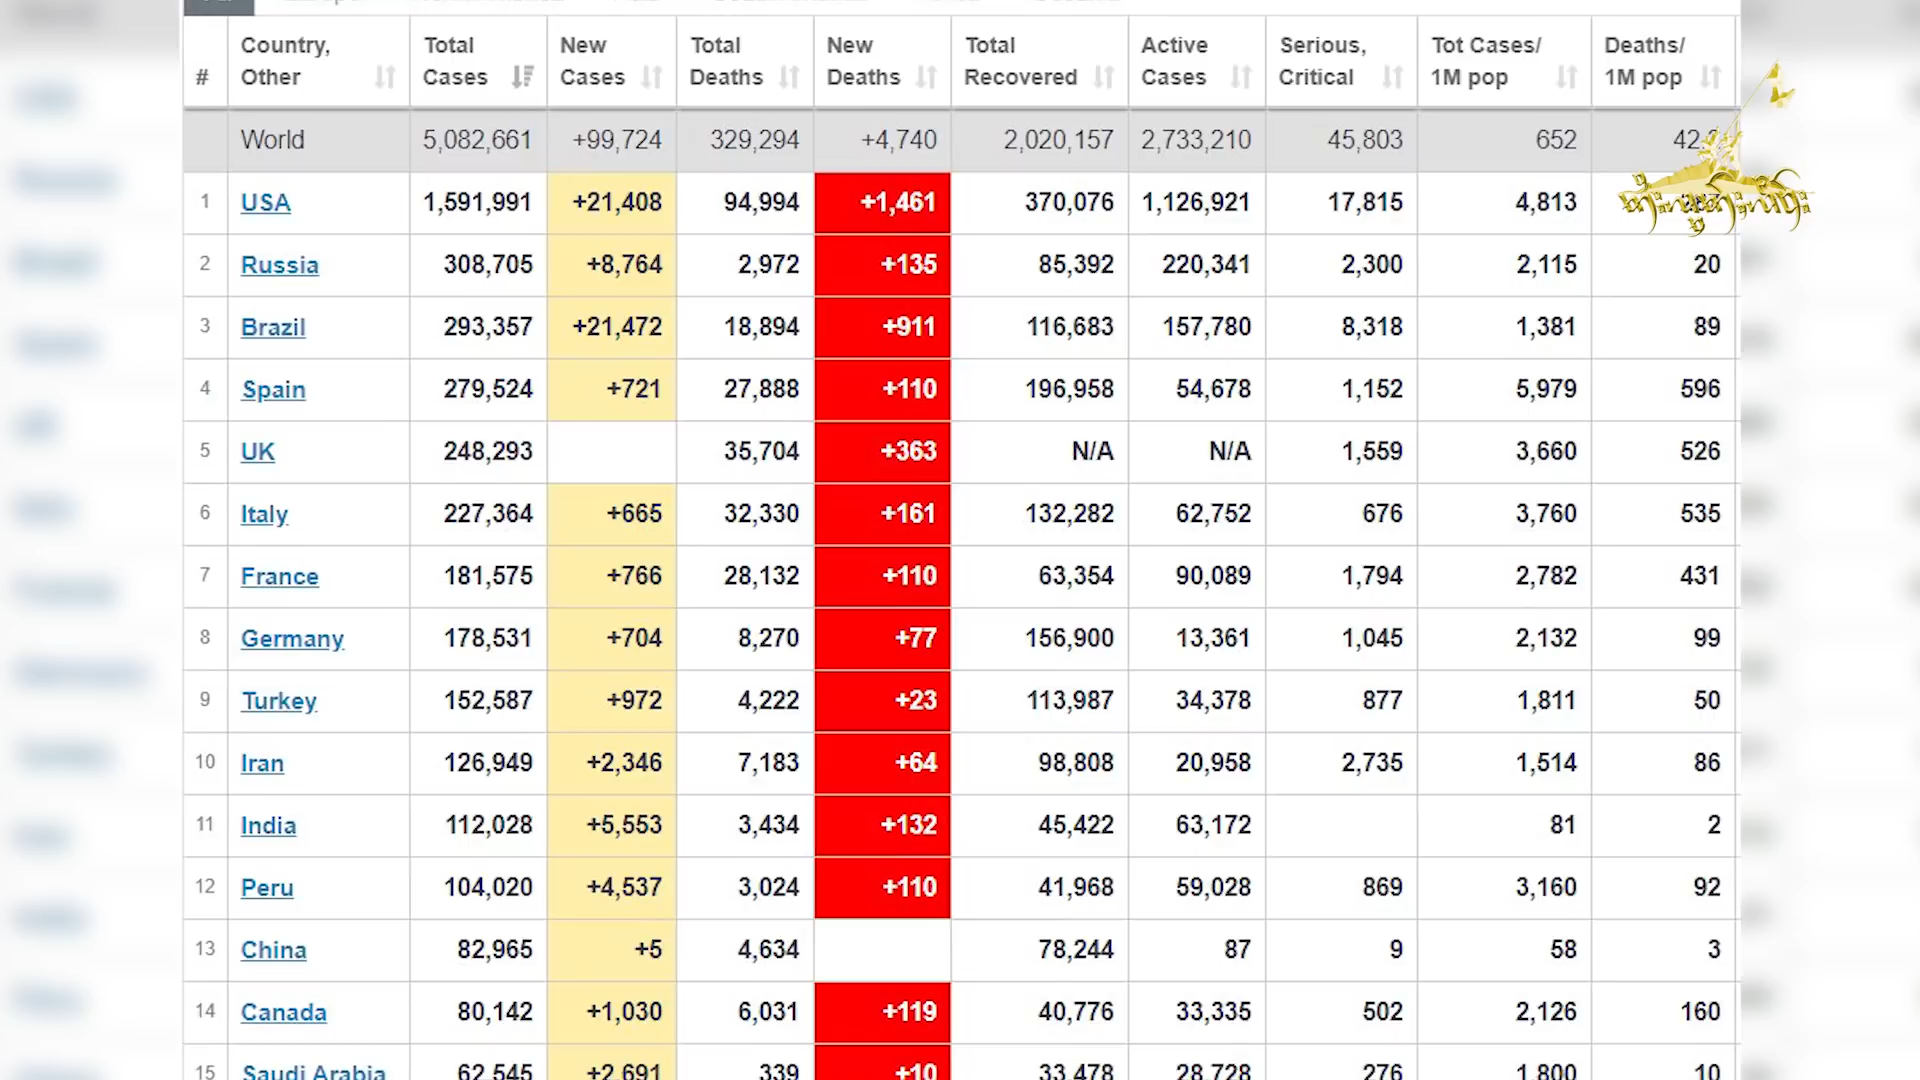 Country, Other Total Cases New Cases Total Deaths New Deaths Total Recovered Active Cases Serious, Critical Tot Cases/ 1M pop Deaths/ 1M pop
#
World 5,082,661 +99,724 329,294 +4,740 2,020,157 2,733,210 45,803 652
1 USA 1,591,991 +21,408 94,994 +1,461 370,076 1,126,921 17,815 4,813
2 Russia 308,705 +8,764 2,972 +135 85,392 220,341 2,300 2,115 20
3 Brazil 293,357 +21,472 18,894 +911 116,683 157,780 8,318 1,381 89
4 Spain 279,524 +721 27,888 +110 196,958 54,678 1,152 5,979 596
5 UK 248,293 35,704 +363 N/A N/A 1,559 3,660 526
6 Italy 227,364 +665 32,330 +161 132,282 62,752 676 3,760 535
7 France 181,575 +766 28,132 +110 63,354 90,089 1,794 2,782 431
8 Germany 178,531 +704 8,270 +77 156,900 13,361 1,045 2,132 99
9 Turkey 152,587 +972 4,222 +23 113,987 34,378 877 1,811 50
10 Iran 126,949 +2,346 7,183 +64 98,808 20,958 2,735 1,514 86
11 India 112,028 +5,553 3,434 +132 45,422 63,172 81 2
12 Peru 104,020 +4,537 3,024 +110 41,968 59,028 869 3,160 92
13 China 82,965 +5 4,634 78,244 87 9 58 3
14 Canada 80,142 +1,030 6,031 +119 40,776 33,335 502 2,126 160
15 Saudi Arabia 62,545 +2,691 339 +10 33,478 28,728 276 1,800 10